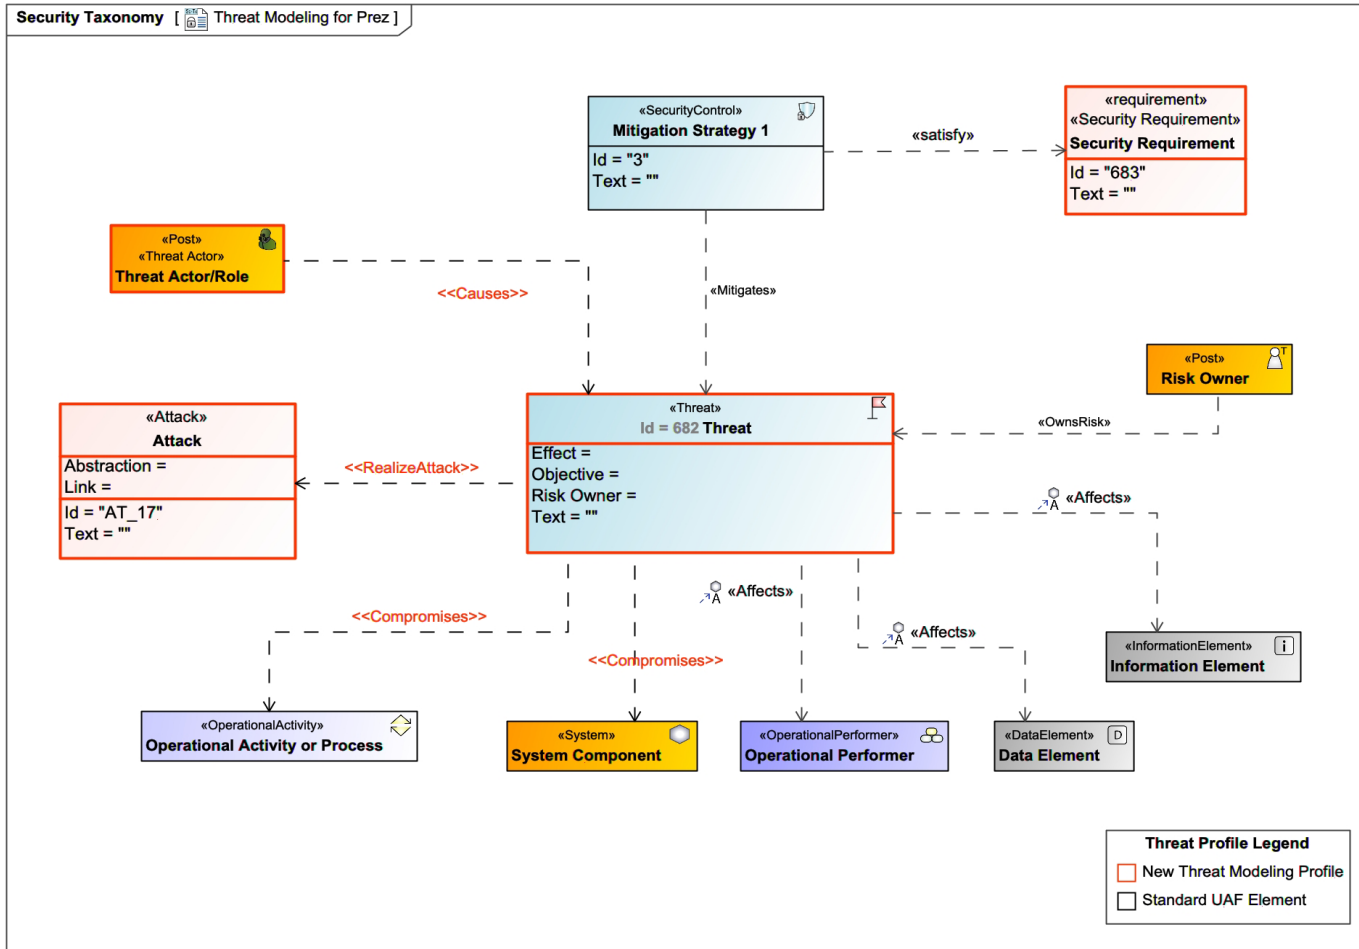 Security Taxonomy [ Threat Modeling for Prez ]
«SecurityControl»
Mitigation Strategy 1
Id = "3"
Text = ""
«satisfy»
«requirement»
«Security Requirement»
Security Requirement
Id = "683"
Text = ""
«Post»
«Threat Actor»
Threat Actor/Role
<<Causes>>
«Mitigates»
«Post»
T
Risk Owner
«OwnsRisk»
«Attack»
Attack
Abstraction =
Link =
Id = "AT_17"
Text = ""
<<RealizeAttack>>
«Threat»
Id = 682 Threat
Effect =
Objective =
Risk Owner =
Text = ""
A «Affects»
<<Compromises>>
<<Compromises>>
A «Affects»
A «Affects»
«InformationElement» i
Information Element
«OperationalActivity»
Operational Activity or Process
«System»
System Component
«OperationalPerformer»
Operational Performer
«DataElement» D
Data Element
Threat Profile Legend
New Threat Modeling Profile
Standard UAF Element